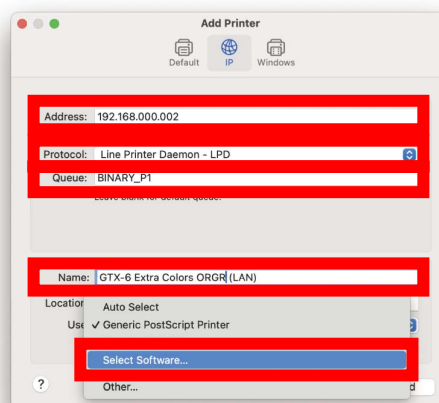 Add Printer
Default IP Windows
Address: 192.168.000.002
Protocol: Line Printer Daemon - LPD
Queue: BINARY_P1
Leave blank for default queue.
Name: GTX-6 Extra Colors ORGR (LAN)
Location
Auto Select
Use ✓ Generic PostScript Printer
Select Software...
? Other... d